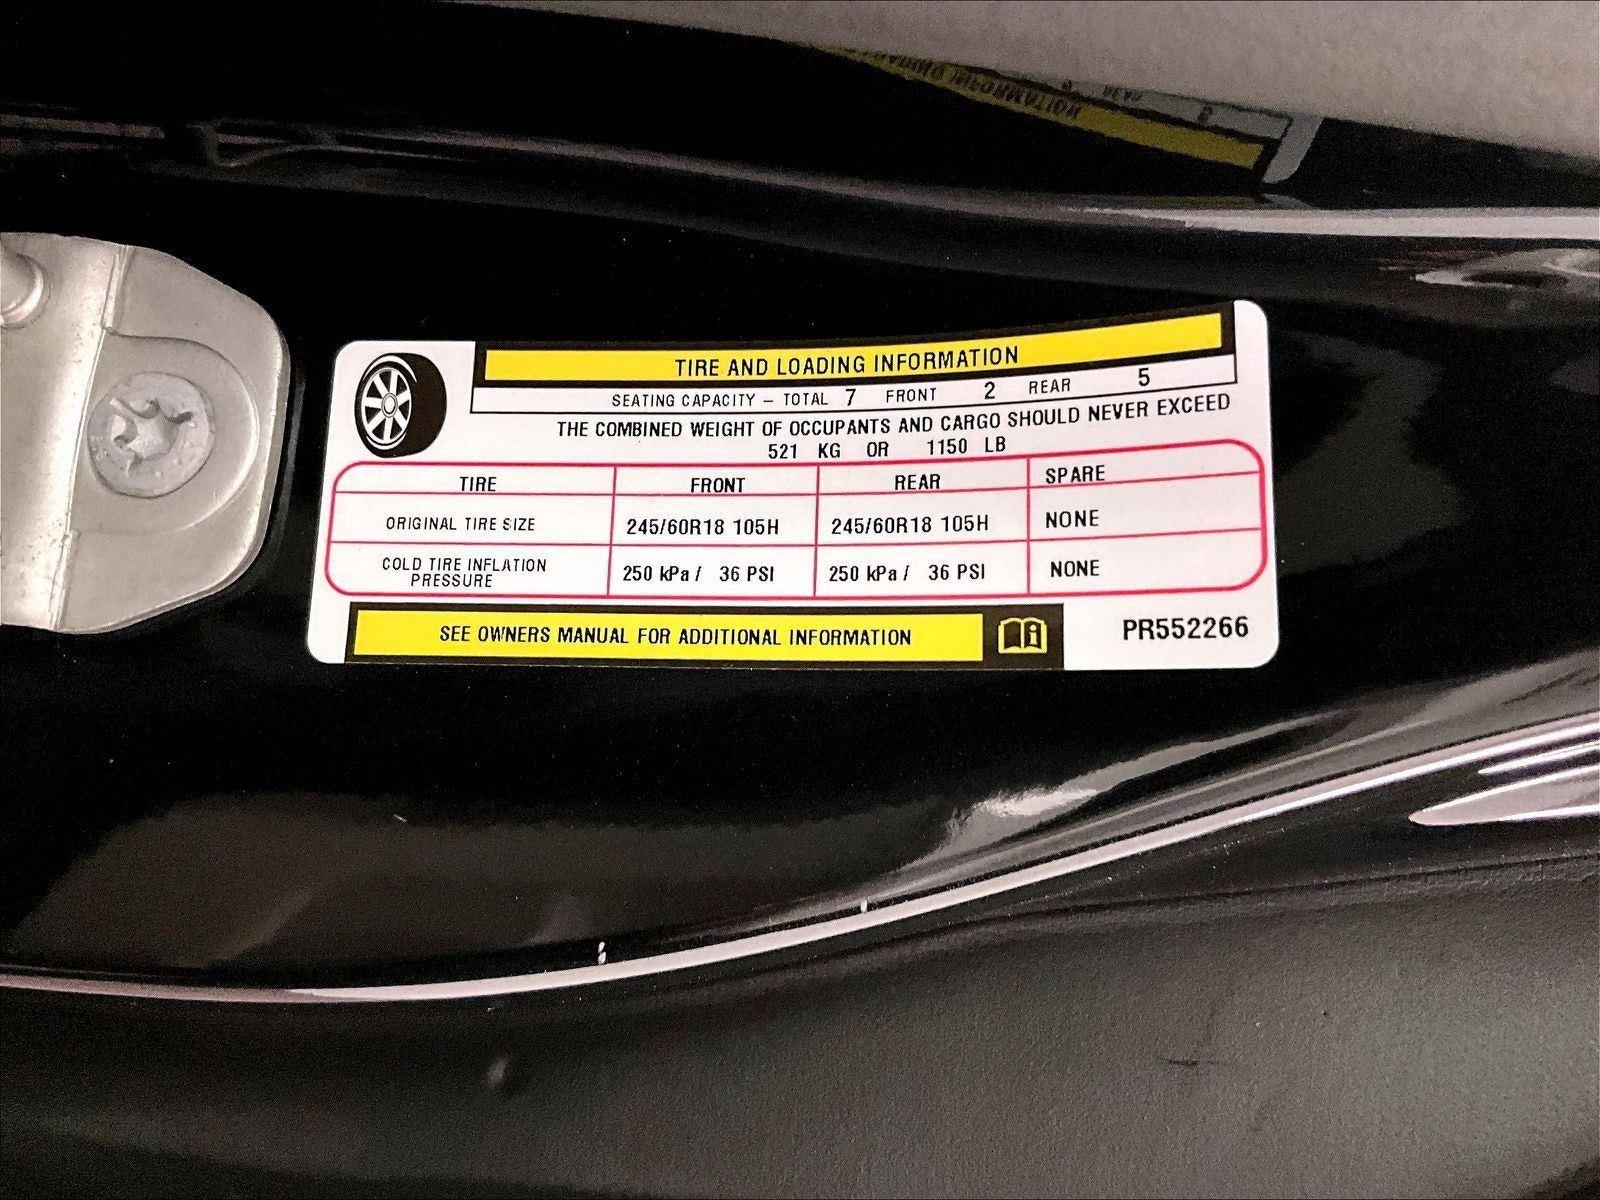 TIRE AND LOADING INFORMATION
SEATING CAPACITY – TOTAL 7 FRONT 2 REAR 5
THE COMBINED WEIGHT OF OCCUPANTS AND CARGO SHOULD NEVER EXCEED
521 KG OR 1150 LB
TIRE FRONT REAR SPARE
ORIGINAL TIRE SIZE 245/60R18 105H 245/60R18 105H NONE
COLD TIRE INFLATION
PRESSURE 250 kPa / 36 PSI 250 kPa / 36 PSI NONE
SEE OWNERS MANUAL FOR ADDITIONAL INFORMATION
PR552266